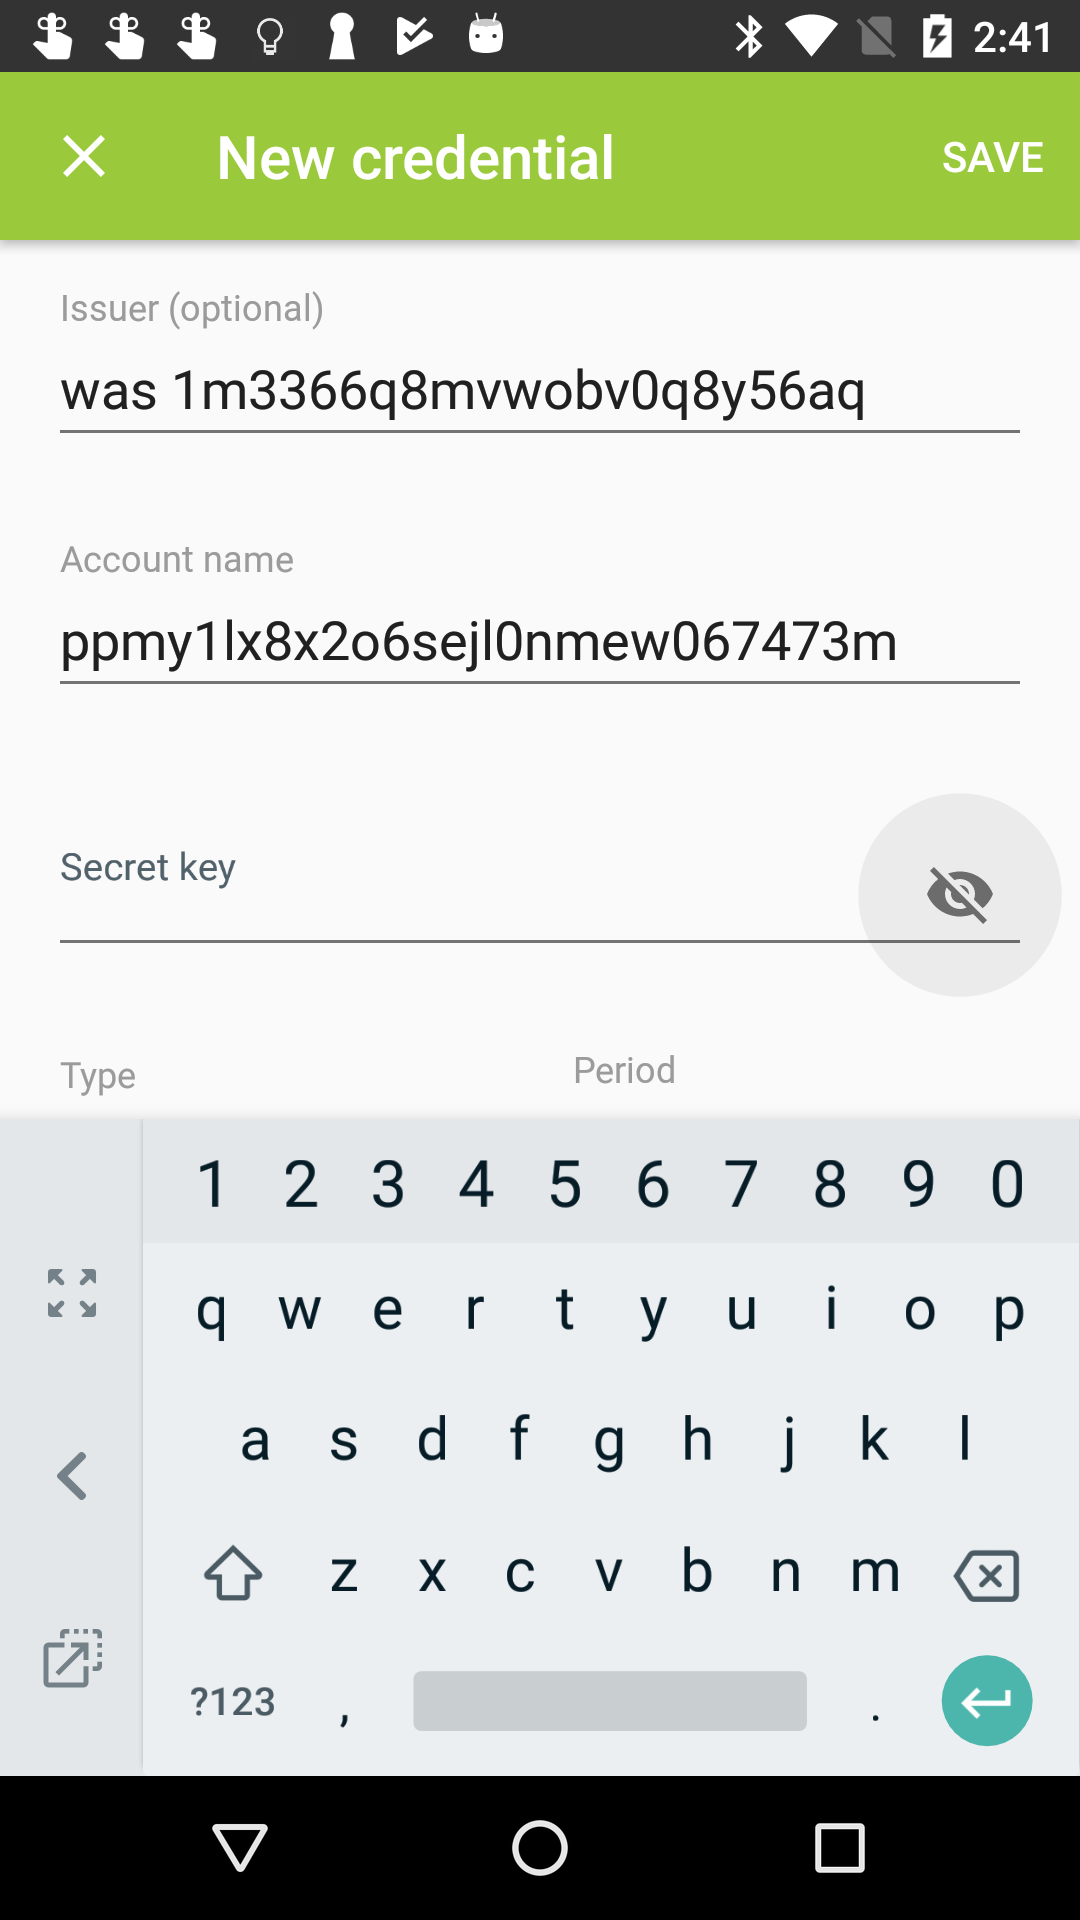 2:41
New credential
SAVE
Issuer (optional)
was 1m3366q8mvwobv0q8y56aq
Account name
ppmy1lx8x2o6sejl0nmew067473m
Secret key
Type
Period
1 2 3 4 5 6 7 8 9 0
q w e r t y u i o p
a s d f g h j k l
z x c v b n m
?123 , .